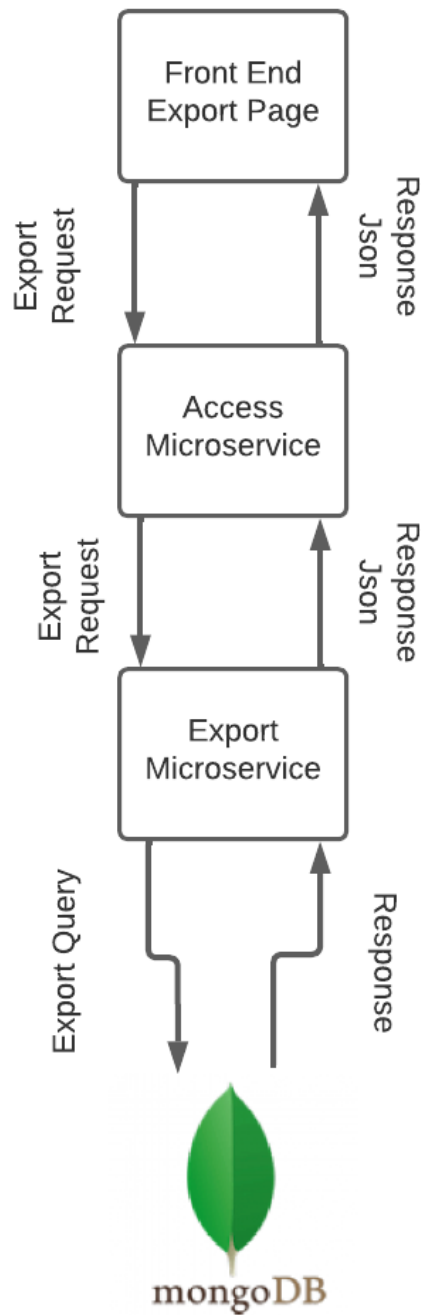 Front End
Export Page
Export
Request
Response
Json
Access
Microservice
Export
Request
Response
Json
Export
Microservice
Export Query
Response
mongoDB